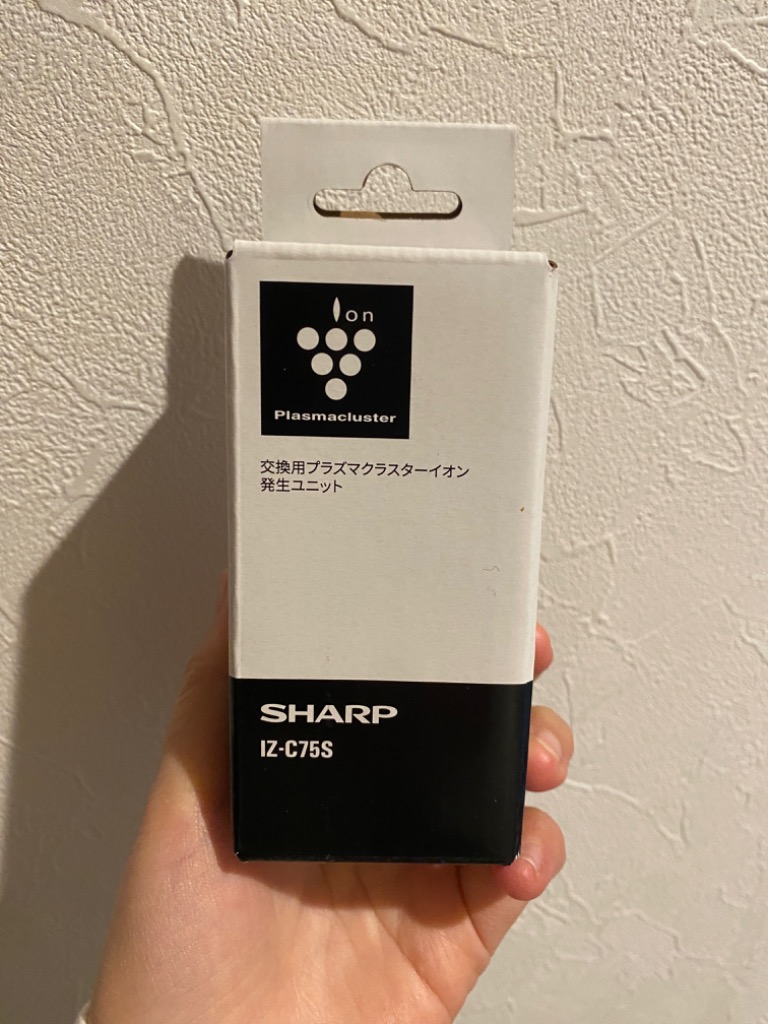 Ion
Plasmacluster
交換用プラズマクラスターイオン
発生ユニット
SHARP
IZ-C75S